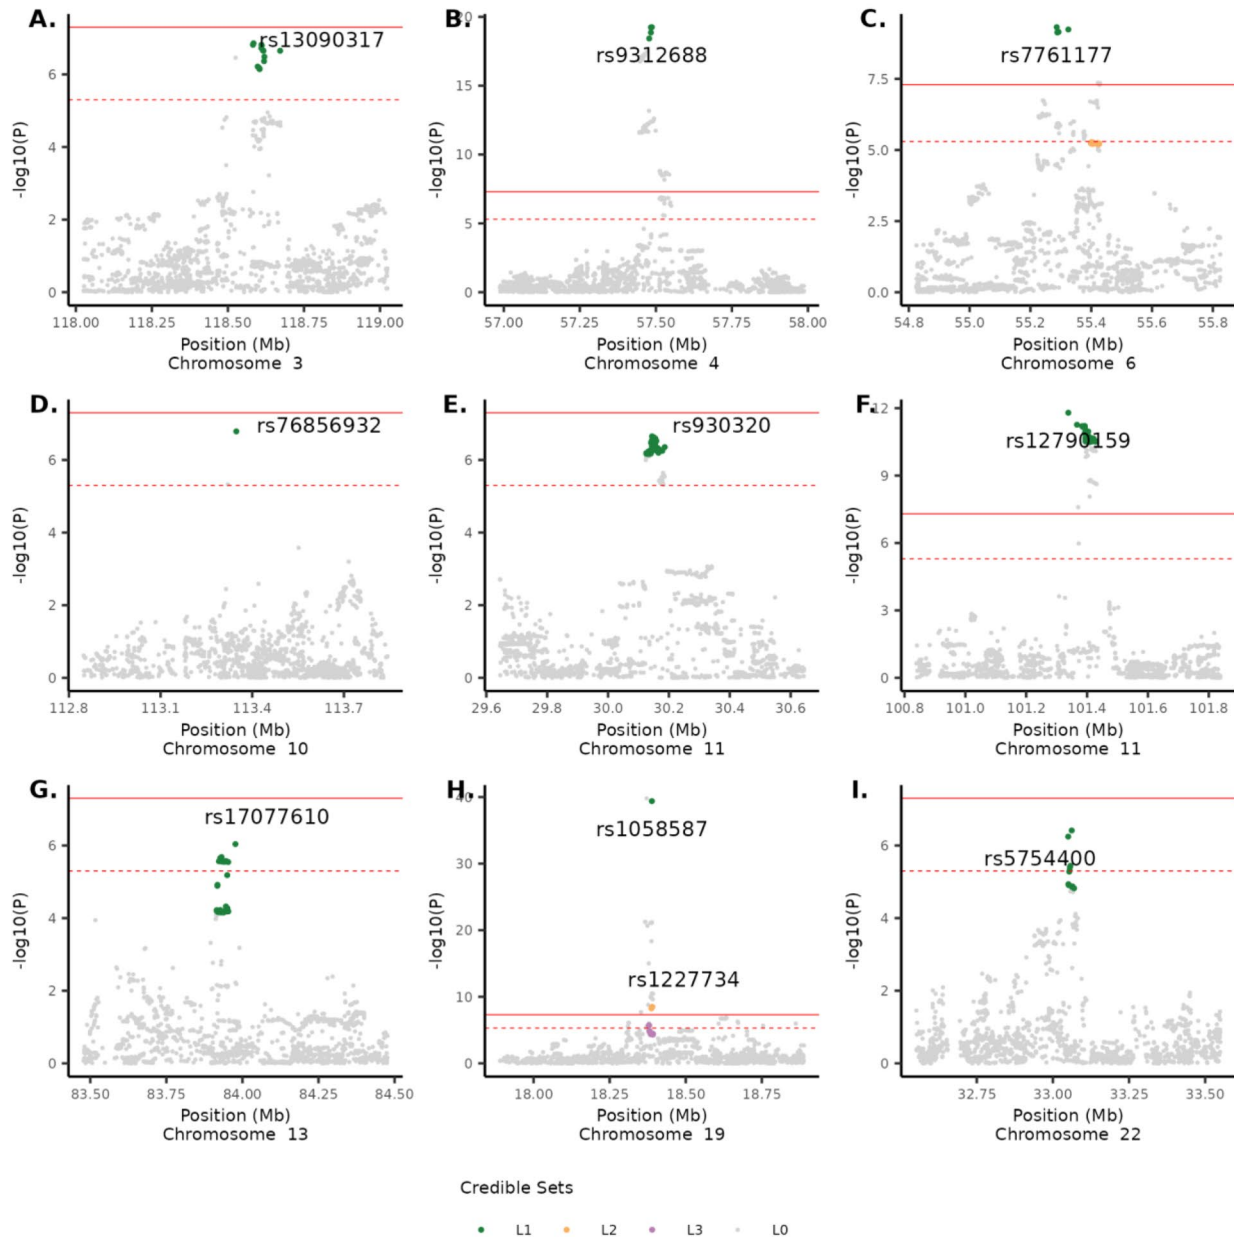 A.
rs13090317
6
4
2
0
-log10(P)
118.00 118.25 118.50 118.75 119.00
Position (Mb)
Chromosome 3
B.
20
rs9312688
15
10
5
0
-log10(P)
57.00 57.25 57.50 57.75 58.00
Position (Mb)
Chromosome 4
C.
rs7761177
7.5
5.0
2.5
0.0
-log10(P)
54.8 55.0 55.2 55.4 55.6 55.8
Position (Mb)
Chromosome 6
D.
rs76856932
6
4
2
0
-log10(P)
112.8 113.1 113.4 113.7
Position (Mb)
Chromosome 10
E.
rs930320
6
4
2
0
-log10(P)
29.6 29.8 30.0 30.2 30.4 30.6
Position (Mb)
Chromosome 11
F.
12
rs12790159
9
6
3
0
-log10(P)
100.8 101.0 101.2 101.4 101.6 101.8
Position (Mb)
Chromosome 11
G.
rs17077610
6
4
2
0
-log10(P)
83.50 83.75 84.00 84.25 84.50
Position (Mb)
Chromosome 13
H.
40
rs1058587
30
20
rs1227734
10
0
-log10(P)
18.00 18.25 18.50 18.75
Position (Mb)
Chromosome 19
I.
6
rs5754400
4
2
0
-log10(P)
32.75 33.00 33.25 33.50
Position (Mb)
Chromosome 22
Credible Sets
L1 L2 L3 L0